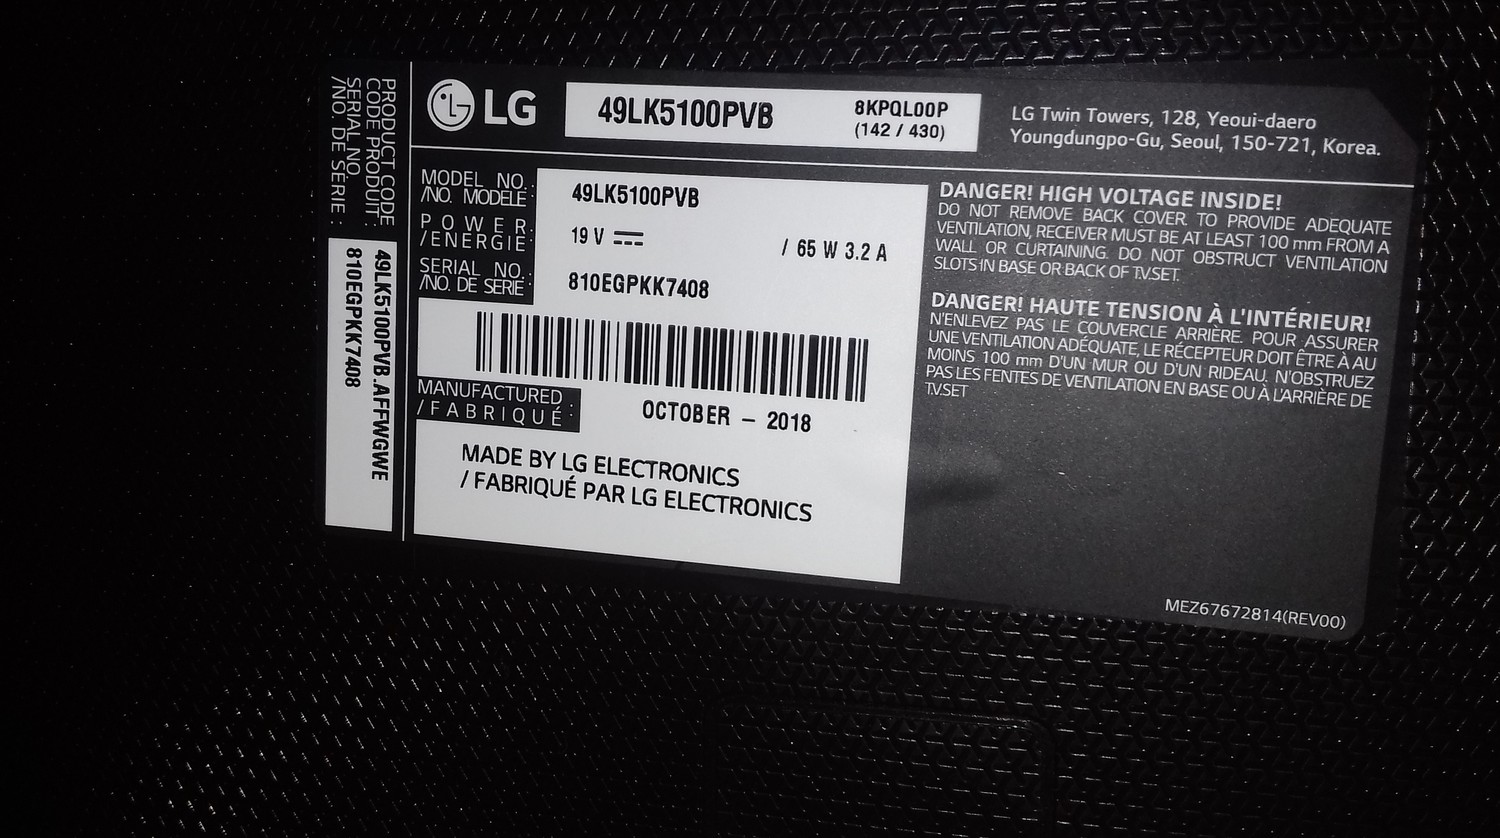 PRODUCT CODE
CODE PRODUIT :
SERIAL NO.
/NO. DE SÉRIE :
49LK5100PVB.AFFWGWE
810EGPKK7408
LG
49LK5100PVB
8KPQL00P
(142 / 430)
LG Twin Towers, 128, Yeoui-daero
Youngdungpo-Gu, Seoul, 150-721, Korea.
MODEL NO.
/NO. MODÈLE :
49LK5100PVB
POWER
/ÉNERGIE :
19 V / 65 W 3.2 A
SERIAL NO.
/NO. DE SÉRIE :
810EGPKK7408
MANUFACTURED
/FABRIQUÉ :
OCTOBER - 2018
MADE BY LG ELECTRONICS
/ FABRIQUÉ PAR LG ELECTRONICS
DANGER! HIGH VOLTAGE INSIDE!
DO NOT REMOVE BACK COVER. TO PROVIDE ADEQUATE
VENTILATION, RECEIVER MUST BE AT LEAST 100 mm FROM A
WALL OR CURTAINING. DO NOT OBSTRUCT VENTILATION
SLOTS IN BASE OR BACK OF T.V.SET.
DANGER! HAUTE TENSION À L'INTÉRIEUR!
N'ENLEVEZ PAS LE COUVERCLE ARRIÈRE. POUR ASSURER
UNE VENTILATION ADÉQUATE, LE RÉCEPTEUR DOIT ÊTRE À AU
MOINS 100 mm D'UN MUR OU D'UN RIDEAU. N'OBSTRUEZ
PAS LES FENTES DE VENTILATION EN BASE OU À L'ARRIÈRE DE
T.V.SET
MEZ67672814(REV00)